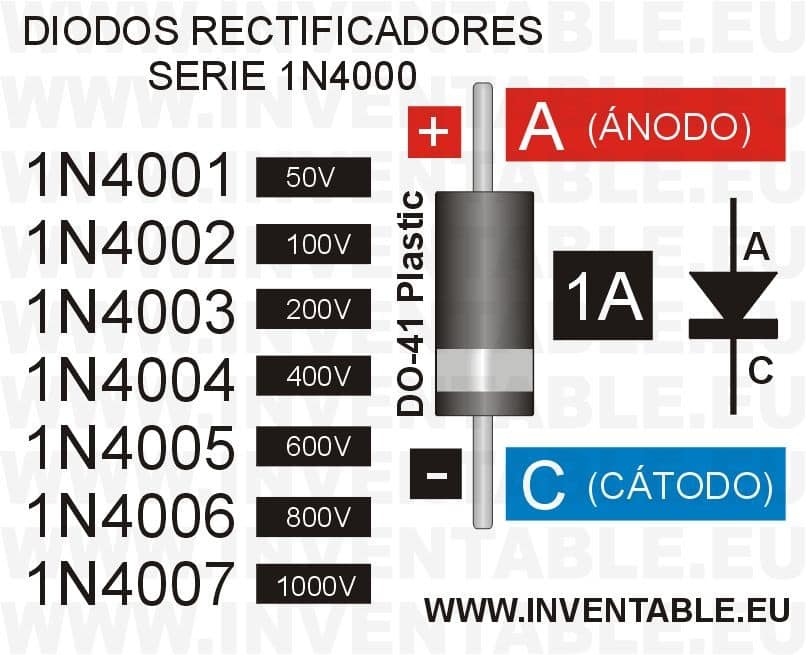 DIODOS RECTIFICADORES
SERIE 1N4000
1N4001 50V
1N4002 100V
1N4003 200V
1N4004 400V
1N4005 600V
1N4006 800V
1N4007 1000V
+
DO-41 Plastic
-
A (ÁNODO)
1A
A
C
C (CÁTODO)
WWW.INVENTABLE.EU